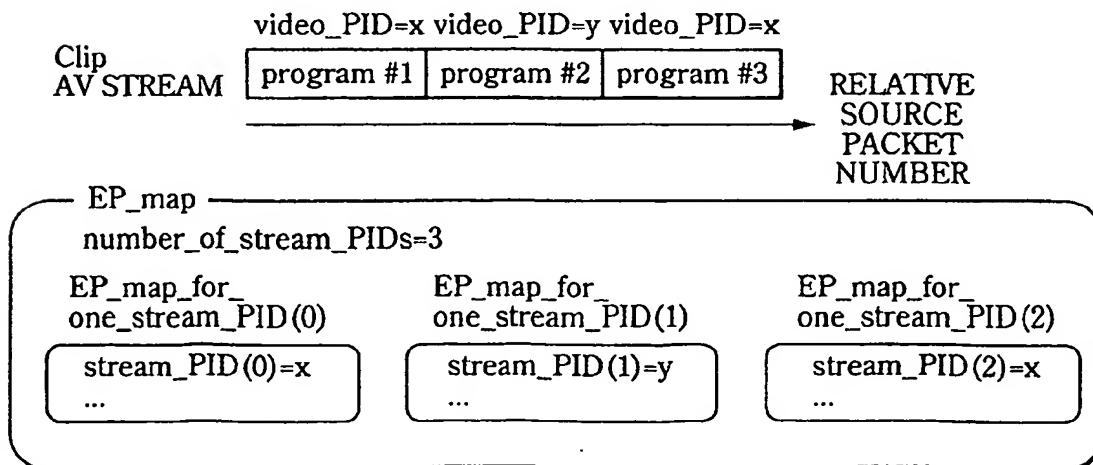 video_PID=x video_PID=y video_PID=x
Clip
AV STREAM
program #1 program #2 program #3
RELATIVE
SOURCE
PACKET
NUMBER
EP_map
number_of_stream_PIDs=3
EP_map_for_
one_stream_PID(0)
stream_PID(0)=x
...
EP_map_for_
one_stream_PID(1)
stream_PID(1)=y
...
EP_map_for_
one_stream_PID(2)
stream_PID(2)=x
...